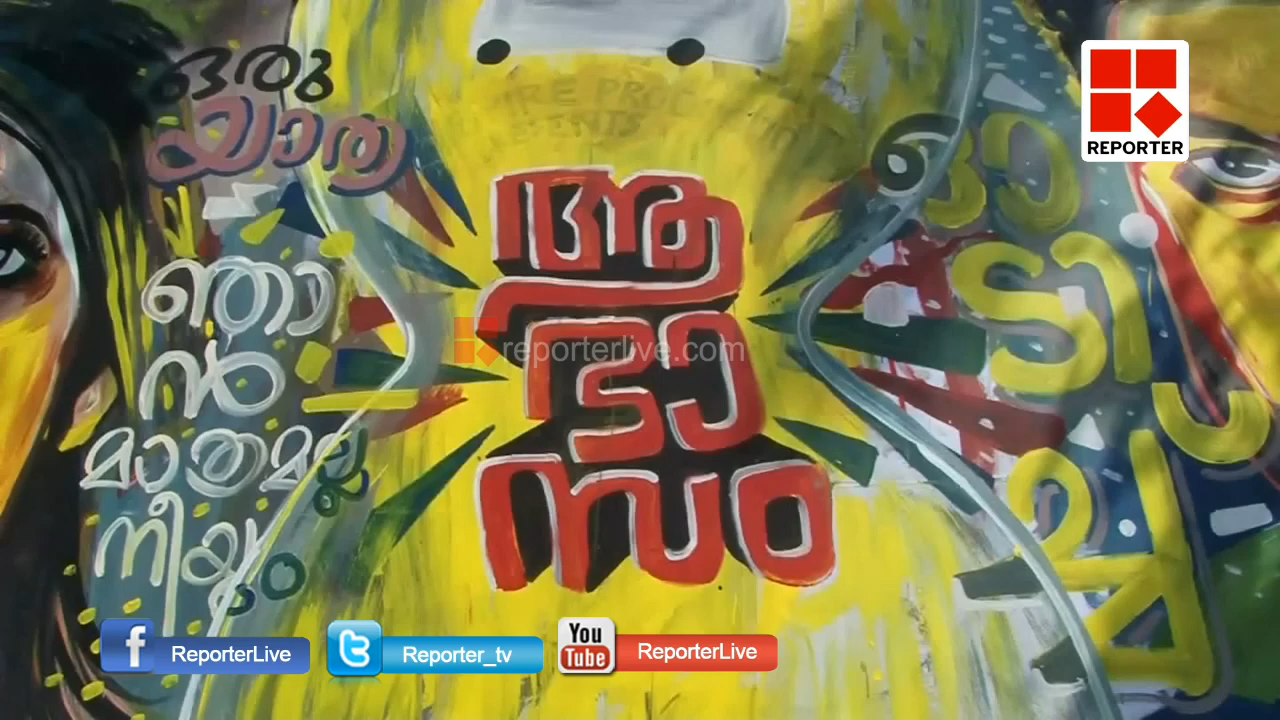 REPORTER
ഒരു
യാത്ര
ആ
ഭാ
സം
ഞാ
ൻ
മാത്രമല്ല
നീയും
ടി
reporterlive.com
ReporterLive
Reporter_tv
You
Tube
ReporterLive